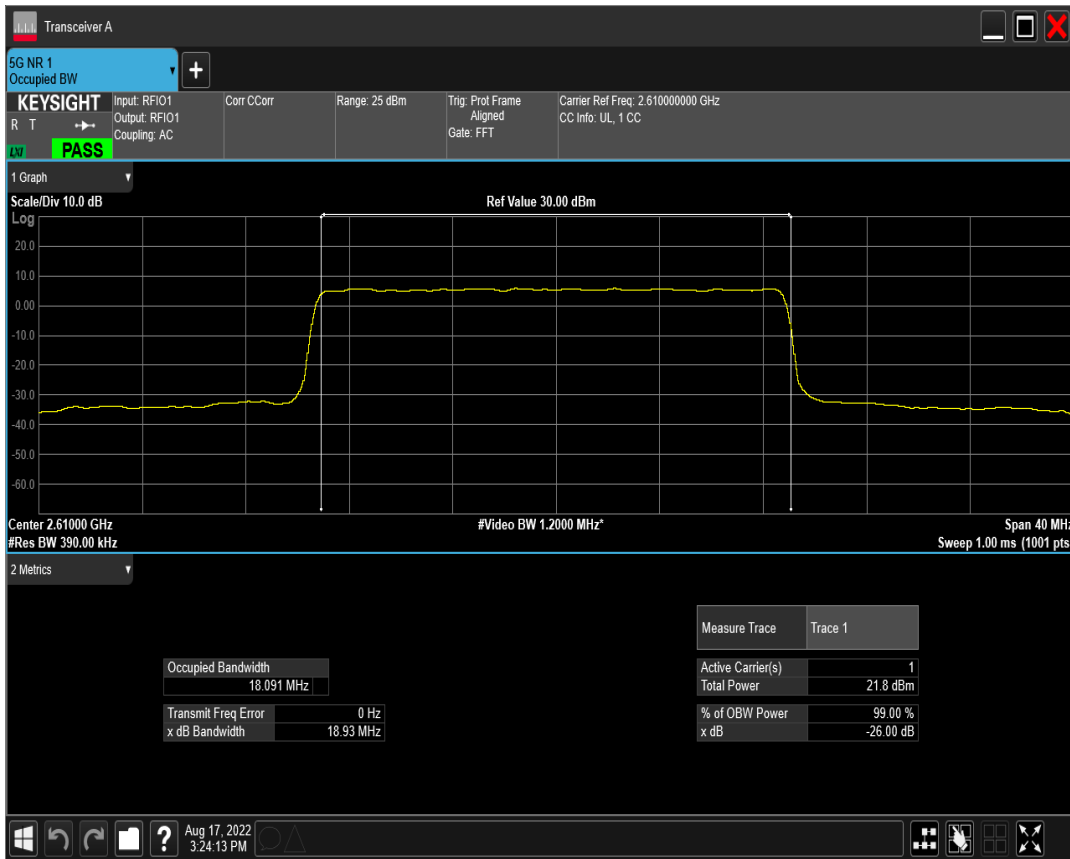 Transceiver A
5G NR 1
Occupied BW
+
KEYSIGHT
R T
LXI
PASS
Input: RFIO1
Output: RFIO1
Coupling: AC
Corr CCorr
Range: 25 dBm
Trig: Prot Frame
Aligned
Gate: FFT
Carrier Ref Freq: 2.610000000 GHz
CC Info: UL, 1 CC
1 Graph
Scale/Div 10.0 dB
Ref Value 30.00 dBm
Log
20.0
10.0
0.00
-10.0
-20.0
-30.0
-40.0
-50.0
-60.0
Center 2.61000 GHz
#Video BW 1.2000 MHz*
Span 40 MHz
#Res BW 390.00 kHz
Sweep 1.00 ms (1001 pts
2 Metrics
Measure Trace Trace 1
Occupied Bandwidth
18.091 MHz
Active Carrier(s) 1
Total Power 21.8 dBm
Transmit Freq Error 0 Hz
x dB Bandwidth 18.93 MHz
% of OBW Power 99.00 %
x dB -26.00 dB
?
Aug 17, 2022
3:24:13 PM